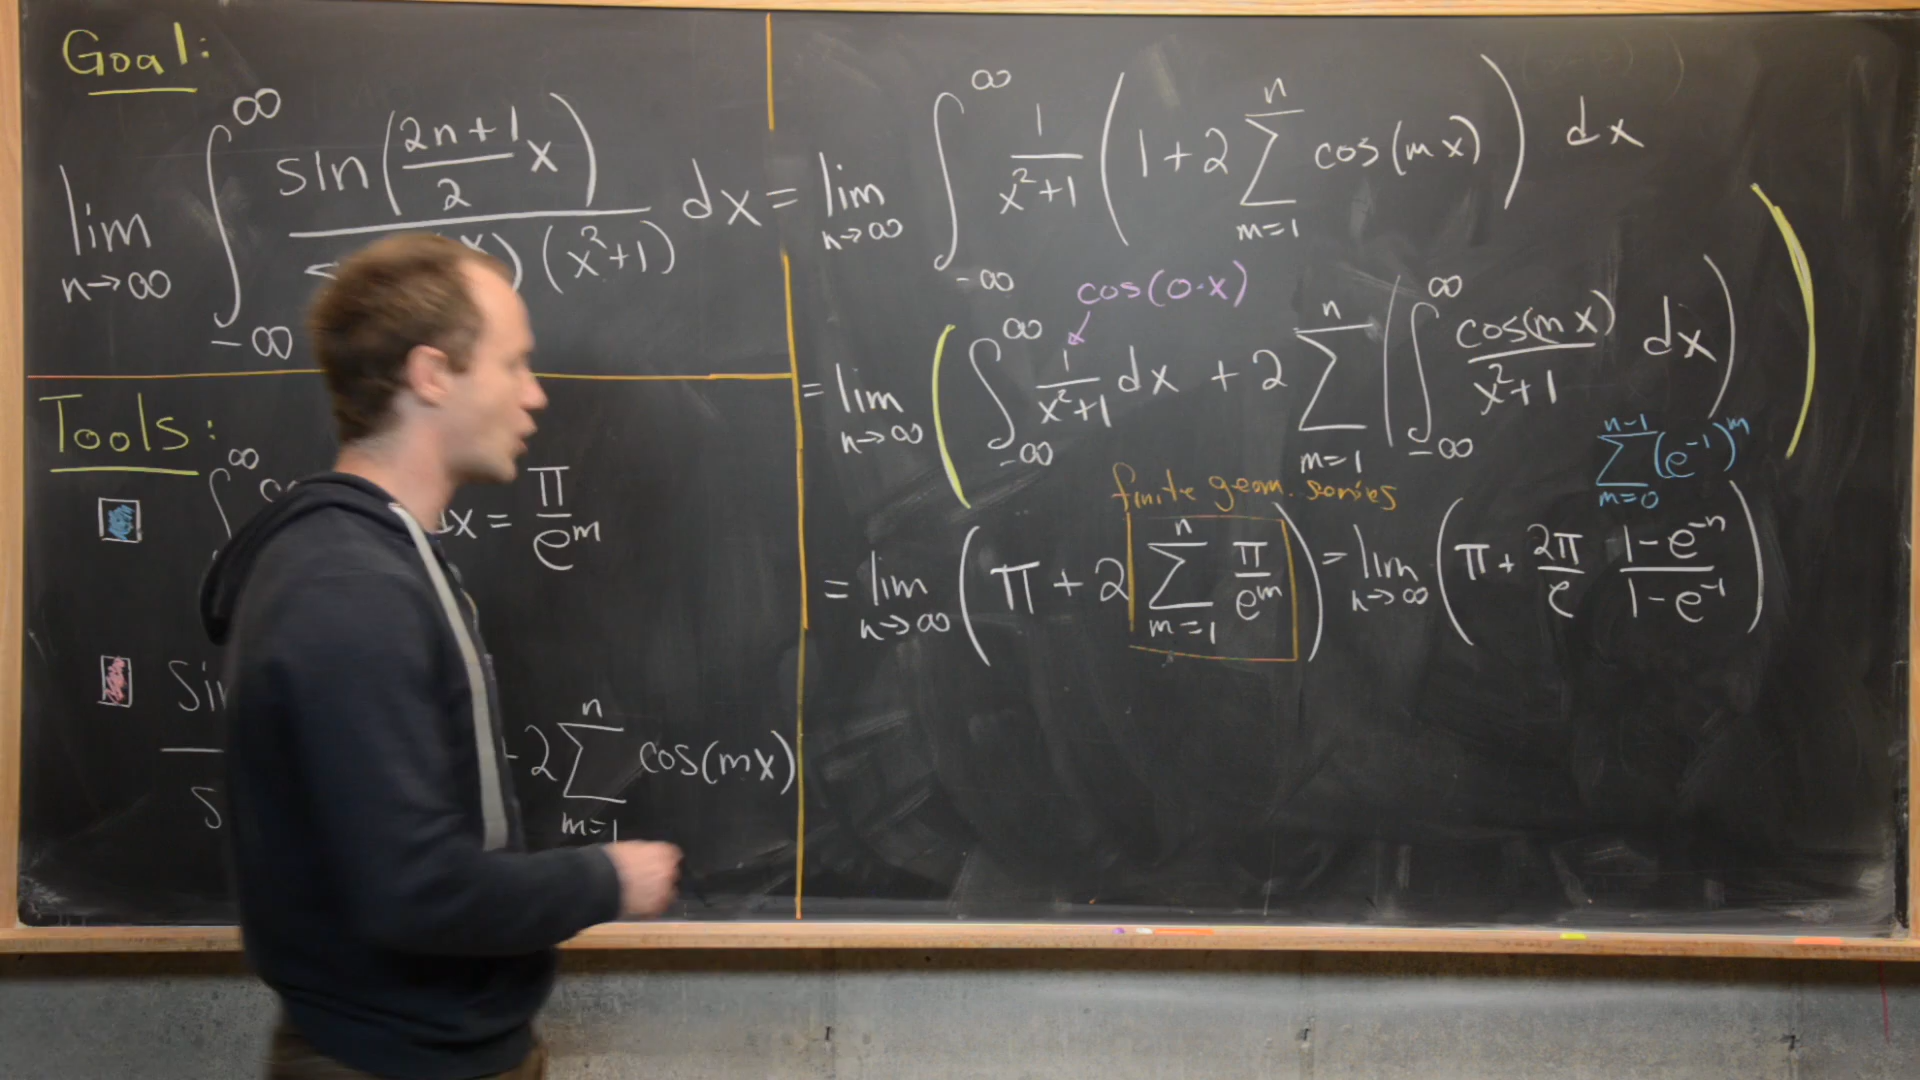 Goal:
lim n→∞ ∫_{-∞}^{∞} sin((2n+1)/2 x) / (x²+1) dx = lim n→∞ ∫_{-∞}^{∞} 1/(x²+1) (1 + 2 ∑_{m=1}^{n} cos(mx)) dx
cos(0·x)
= lim n→∞ (∫_{-∞}^{∞} 1/(x²+1) dx + 2 ∑_{m=1}^{n} (∫_{-∞}^{∞} cos(mx)/(x²+1) dx))
∑_{m=0}^{n-1} (e^{-1})^m
finite geom. series
= lim n→∞ (π + 2 ∑_{m=1}^{n} π/e^m) = lim n→∞ (π + 2π/e (1-e^{-n})/(1-e^{-1}))
Tools:
∫^{∞} dx = π/e^m
2 ∑_{m=1}^{n} cos(mx)